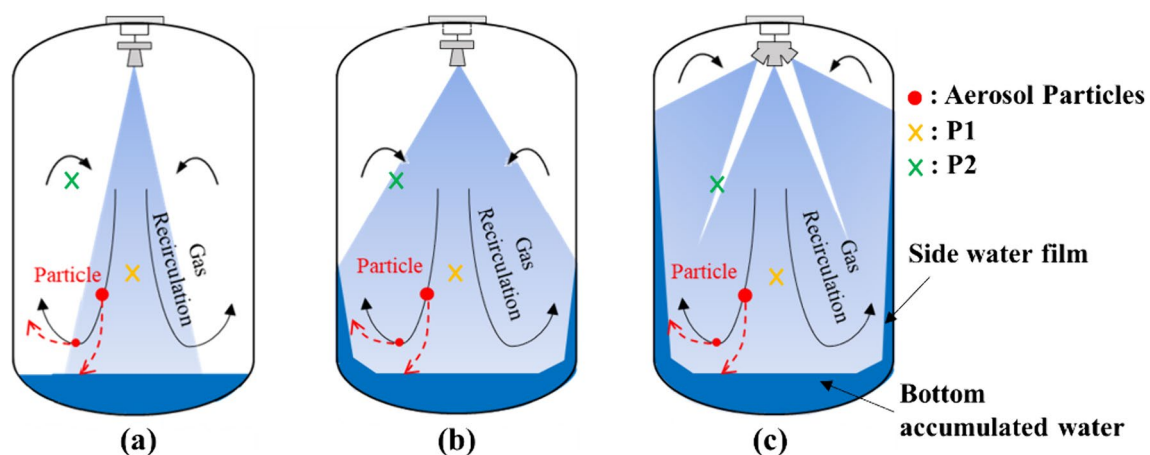 : Aerosol Particles
: P1
: P2
Particle
Gas
Recirculation
Particle
Gas
Recirculation
Particle
Gas
Recirculation
Side water film
Bottom
accumulated water
(a)
(b)
(c)